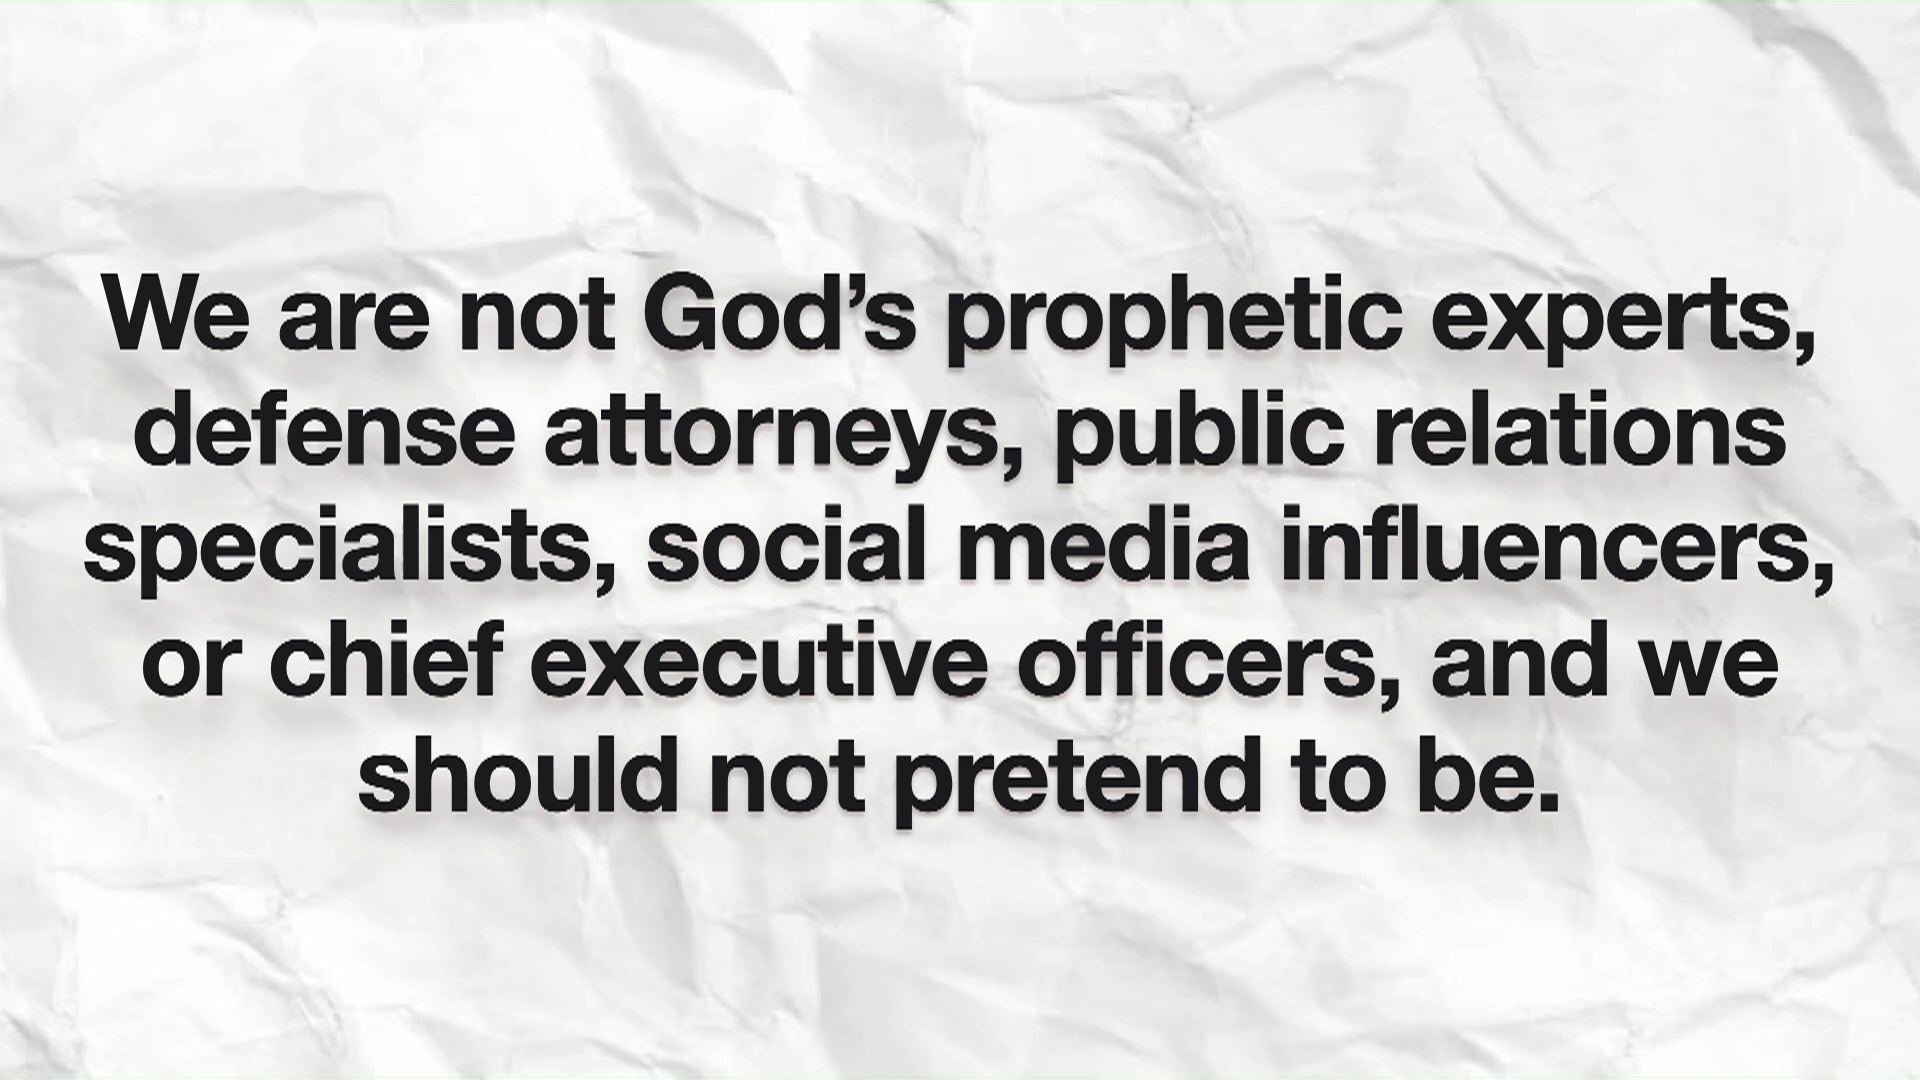 We are not God’s prophetic experts,
defense attorneys, public relations
specialists, social media influencers,
or chief executive officers, and we
should not pretend to be.